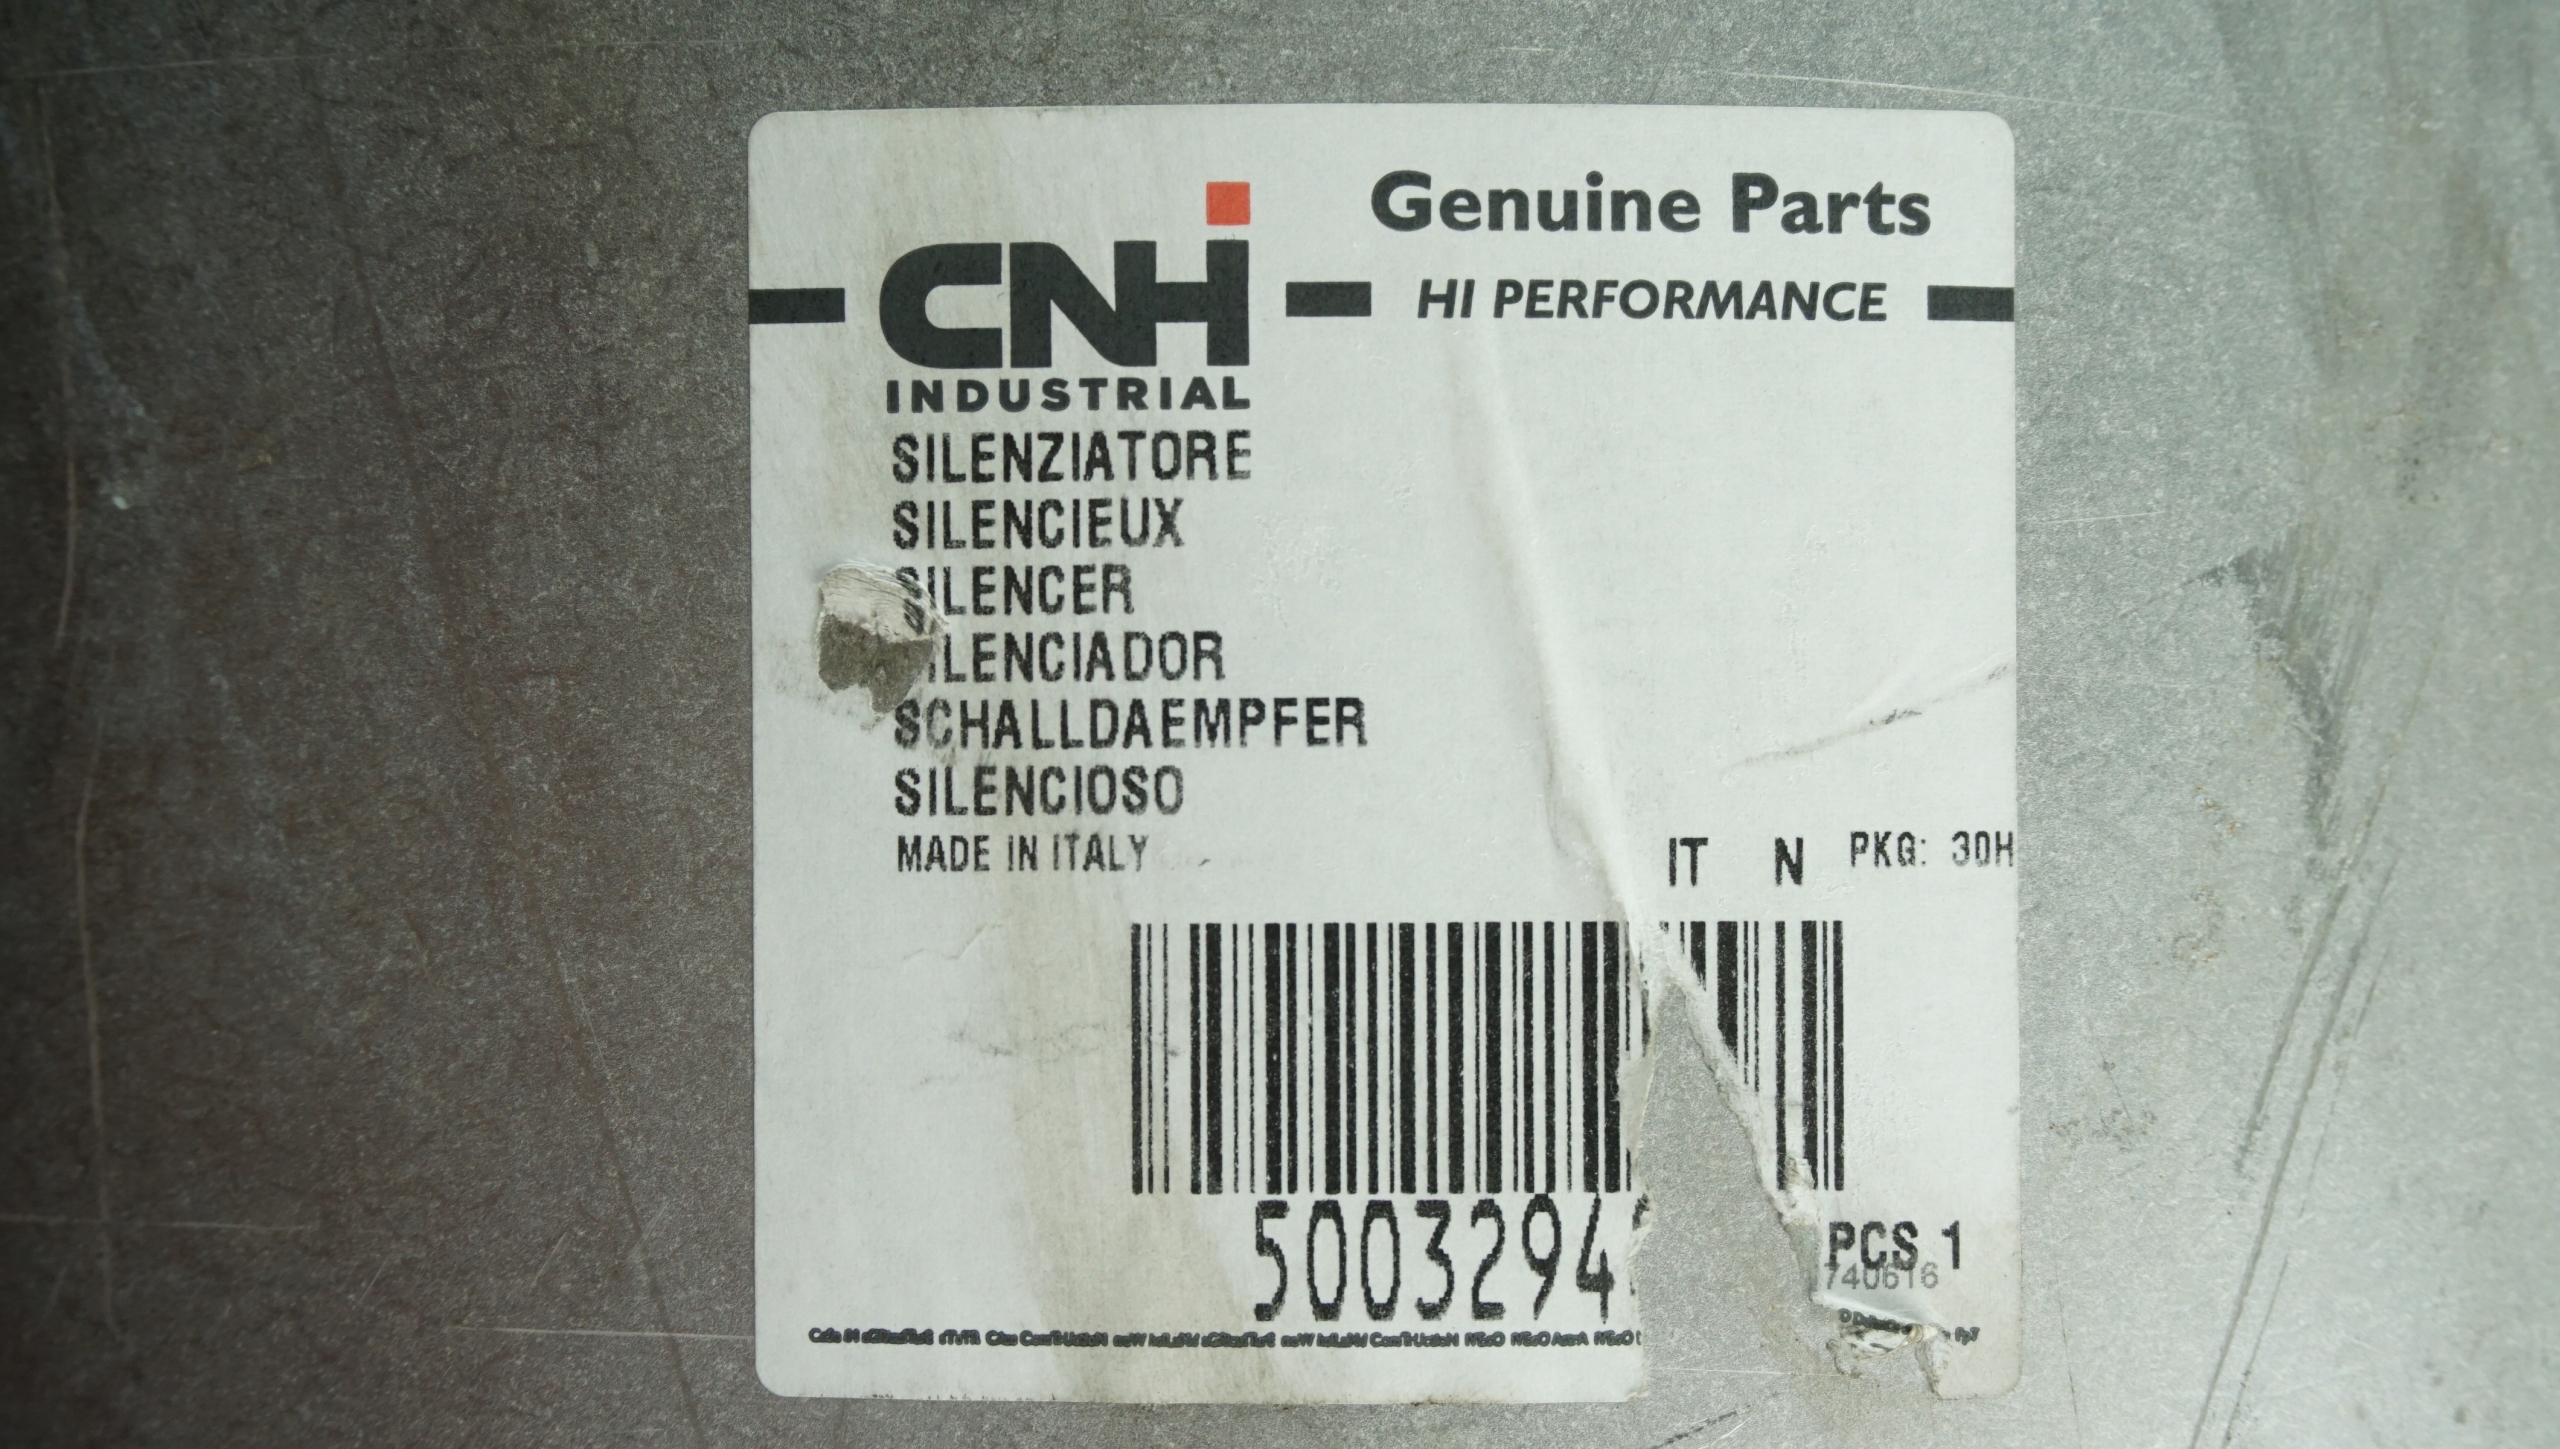 Genuine Parts
CNH
HI PERFORMANCE
INDUSTRIAL
SILENZIATORE
SILENCIEUX
SILENCER
ILENCIADOR
SCHALLDAEMPFER
SILENCIOSO
MADE IN ITALY
IT N PKG: 30H
5003294
PCS 1
740616